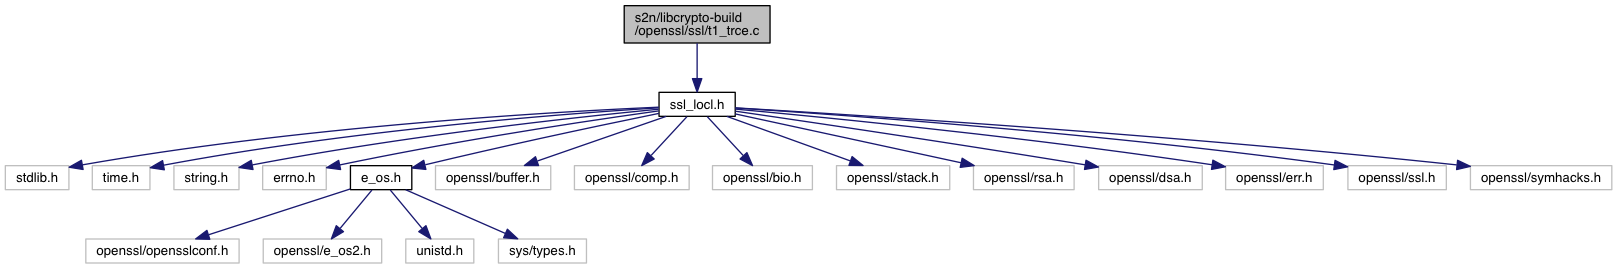 s2n/libcrypto-build
/openssl/ssl/t1_trce.c
ssl_locl.h
stdlib.h
time.h
string.h
errno.h
e_os.h
openssl/buffer.h
openssl/comp.h
openssl/bio.h
openssl/stack.h
openssl/rsa.h
openssl/dsa.h
openssl/err.h
openssl/ssl.h
openssl/symhacks.h
openssl/opensslconf.h
openssl/e_os2.h
unistd.h
sys/types.h